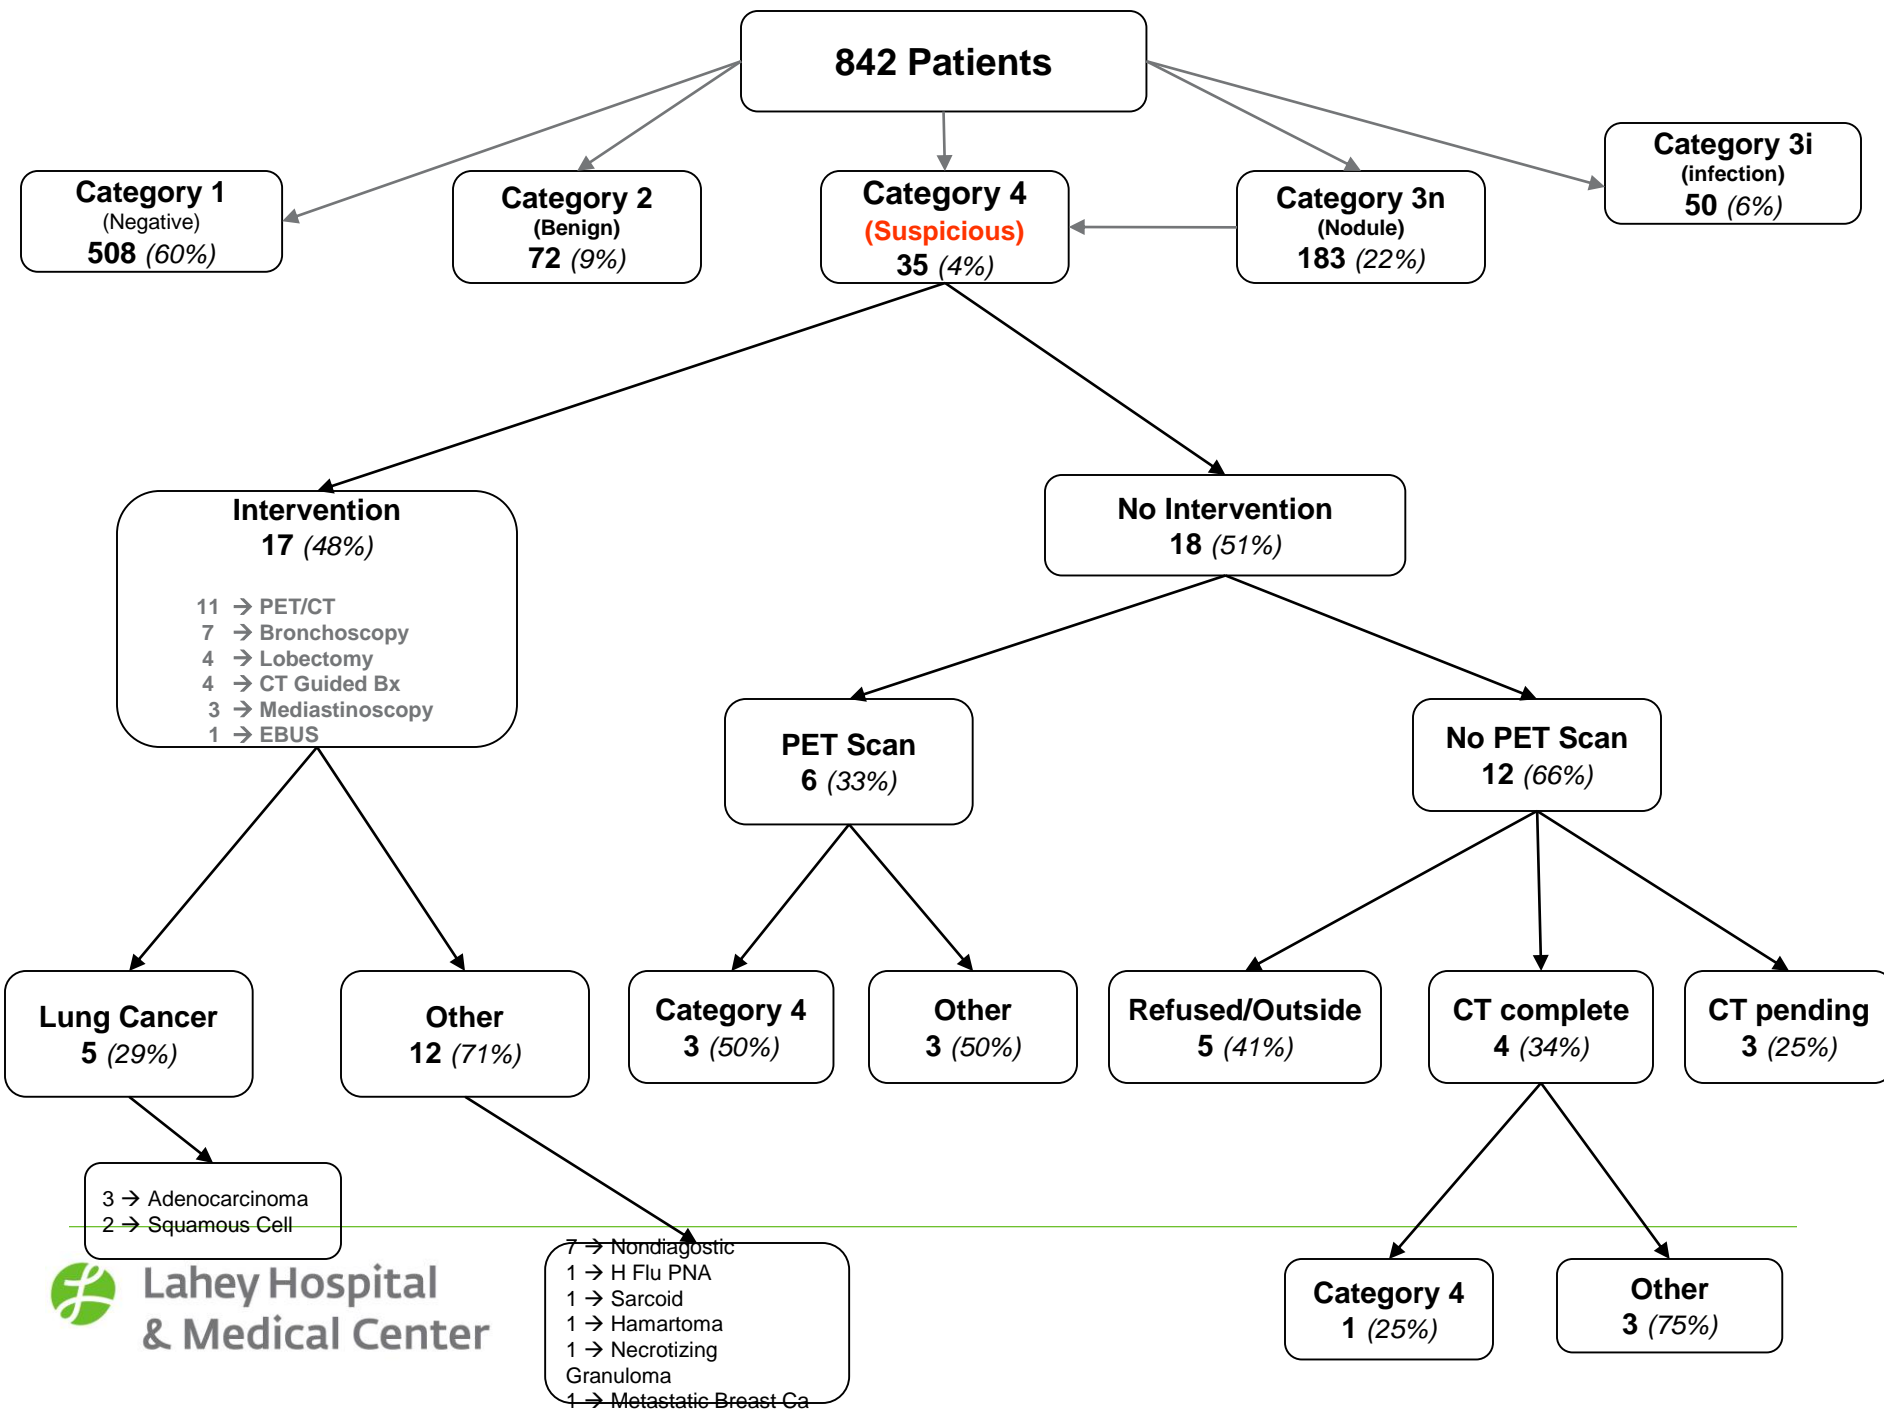 842 Patients
Category 1
(Negative)
508 (60%)
Category 2
(Benign)
72 (9%)
Category 4
(Suspicious)
35 (4%)
Category 3n
(Nodule)
183 (22%)
Category 3i
(infection)
50 (6%)
Intervention
17 (48%)
11 → PET/CT
7 → Bronchoscopy
4 → Lobectomy
4 → CT Guided Bx
3 → Mediastinoscopy
1 → EBUS
No Intervention
18 (51%)
PET Scan
6 (33%)
No PET Scan
12 (66%)
Lung Cancer
5 (29%)
Other
12 (71%)
Category 4
3 (50%)
Other
3 (50%)
Refused/Outside
5 (41%)
CT complete
4 (34%)
CT pending
3 (25%)
3 → Adenocarcinoma
2 → Squamous Cell
7 → Nondiagostic
1 → H Flu PNA
1 → Sarcoid
1 → Hamartoma
1 → Necrotizing
Granuloma
1 → Metastatic Breast Ca
Category 4
1 (25%)
Other
3 (75%)
Lahey Hospital
& Medical Center